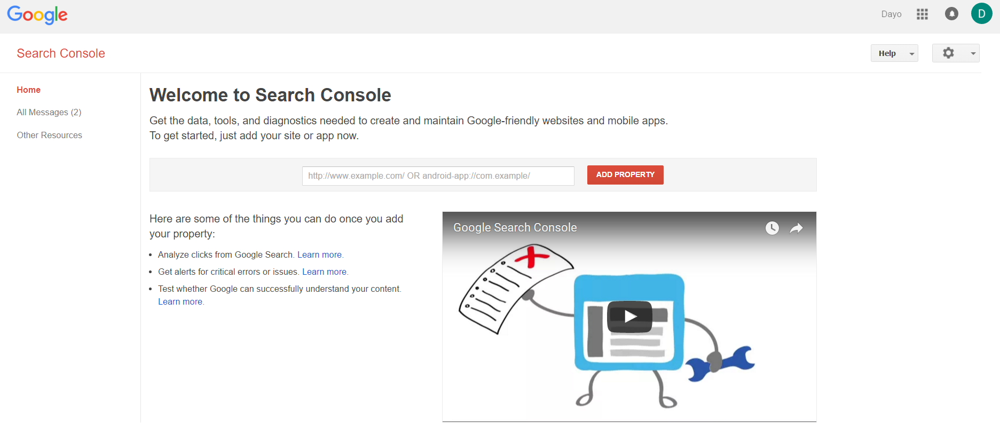 Google
Dayo
D
Search Console
Help
Home
All Messages (2)
Other Resources
Welcome to Search Console
Get the data, tools, and diagnostics needed to create and maintain Google-friendly websites and mobile apps.
To get started, just add your site or app now.
http://www.example.com/ OR android-app://com.example/
ADD PROPERTY
Here are some of the things you can do once you add
your property:
Analyze clicks from Google Search. Learn more.
Get alerts for critical errors or issues. Learn more.
Test whether Google can successfully understand your content.
Learn more.
Google Search Console